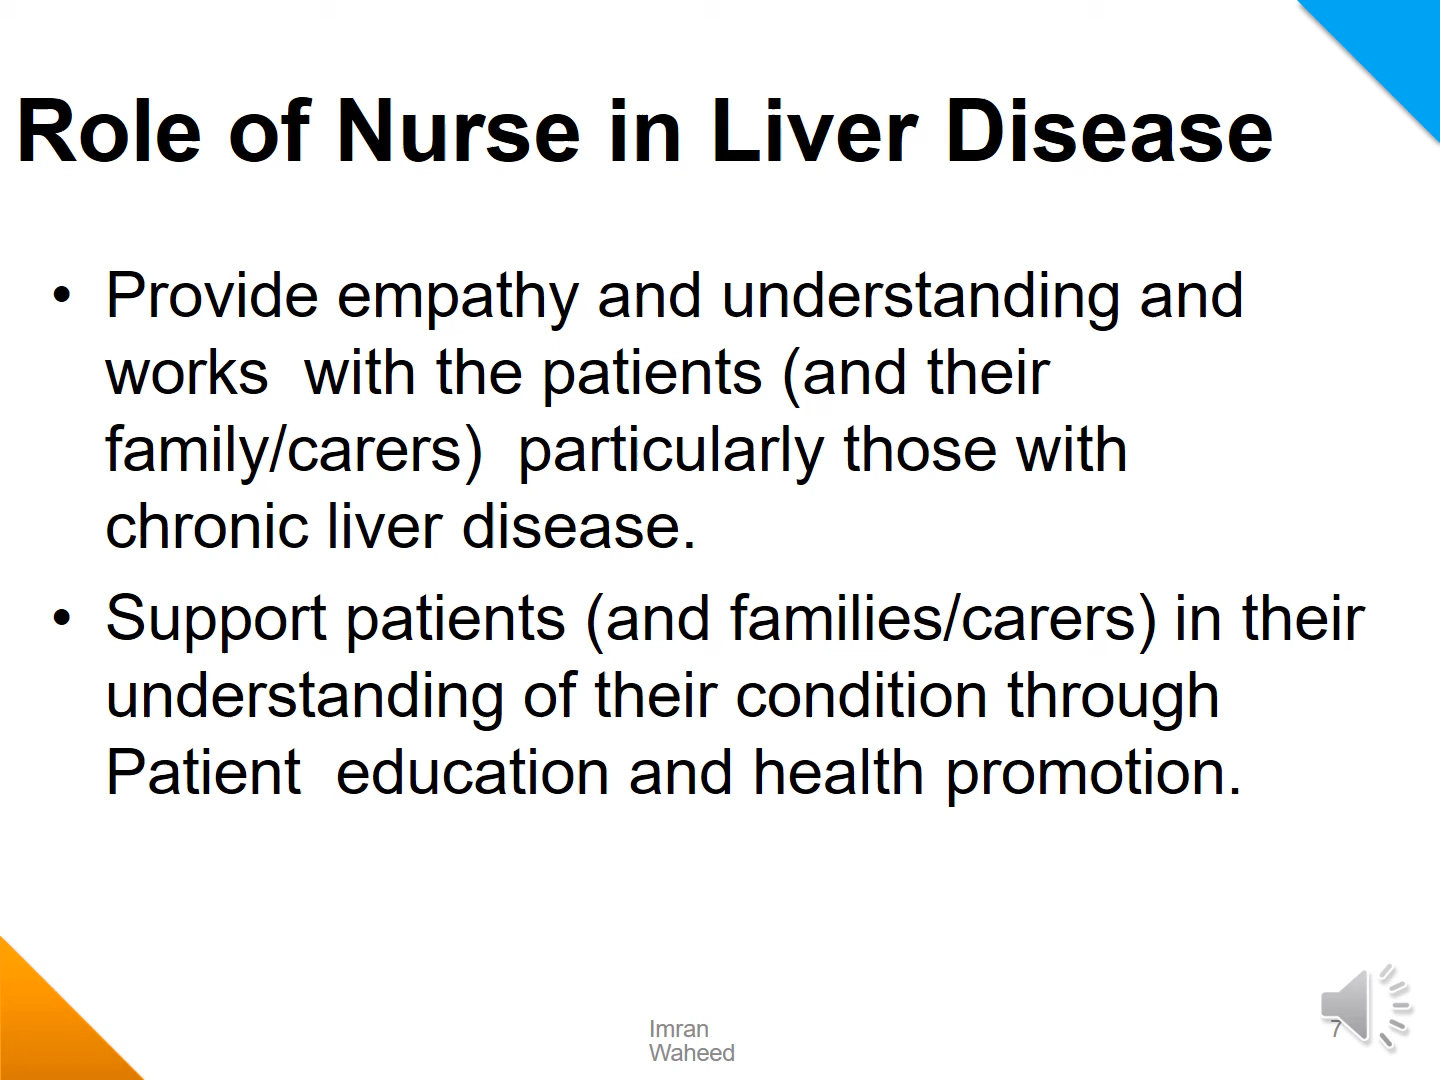 Role of Nurse in Liver Disease
• Provide empathy and understanding and
works  with the patients (and their
family/carers)  particularly those with
chronic liver disease.
• Support patients (and families/carers) in their
understanding of their condition through
Patient  education and health promotion.
Imran
Waheed
7